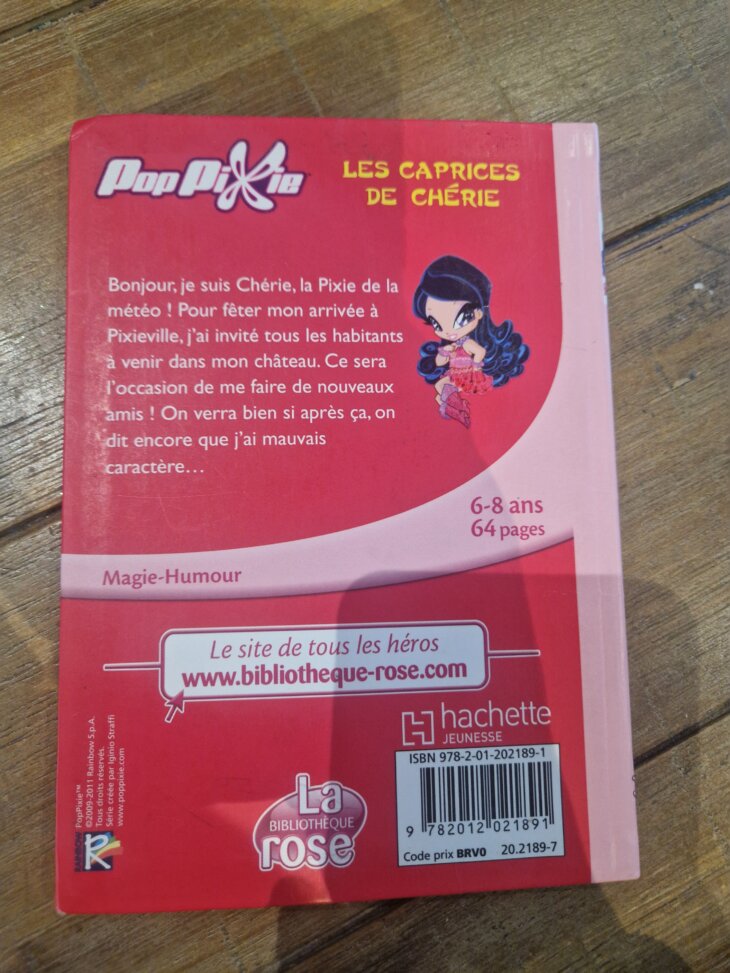 PopPixie
LES CAPRICES
DE CHÉRIE
Bonjour, je suis Chérie, la Pixie de la
météo ! Pour fêter mon arrivée à
Pixieville, j'ai invité tous les habitants
à venir dans mon château. Ce sera
l'occasion de me faire de nouveaux
amis ! On verra bien si après ça, on
dit encore que j'ai mauvais
caractère...
6-8 ans
64 pages
Magie-Humour
Le site de tous les héros
www.bibliotheque-rose.com
hachette
JEUNESSE
ISBN 978-2-01-202189-1
9 782012 021891
Code prix BRV0 20.2189-7
La
BIBLIOTHÈQUE
rose
PopPixie™
©2009-2011 Rainbow S.p.A.
Tous droits réservés.
Série créée par Iginio Straffi
www.poppixie.com
RAINBOW
R